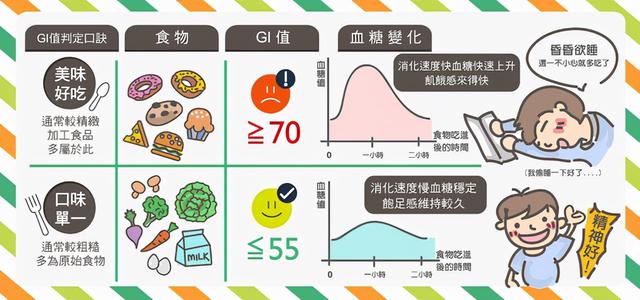 GI值判定口訣
食物
GI值
血糖變化
美味
好吃
通常較精緻
加工食品
多屬於此
≧70
血糖值
消化速度快血糖快速上升
飢餓感來得快
食物吃進
後的時間
0
一小時
二小時
昏昏欲睡
還一不小心就多吃了
(我偷睡一下好了....)
口味
單一
通常較粗糙
多為原始食物
MILK
≦55
血糖值
消化速度慢血糖穩定
飽足感維持較久
食物吃進
後的時間
0
一小時
二小時
精神好!